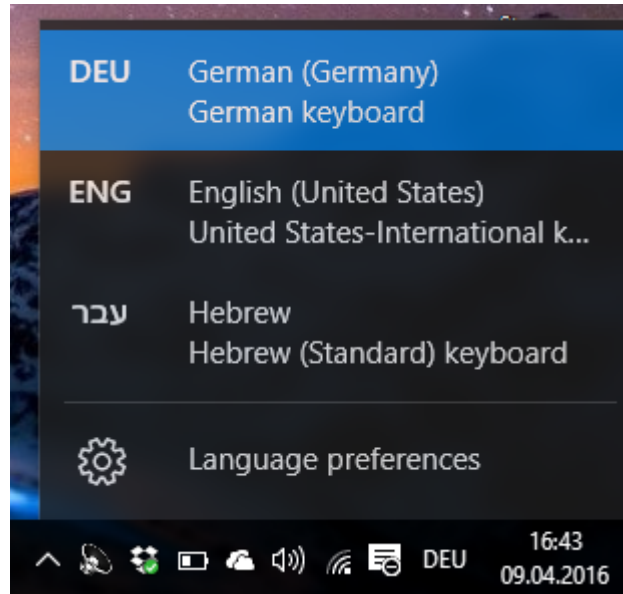 DEU
German (Germany)
German keyboard
ENG
English (United States)
United States-International k...
עבר
Hebrew
Hebrew (Standard) keyboard
Language preferences
DEU
16:43
09.04.2016